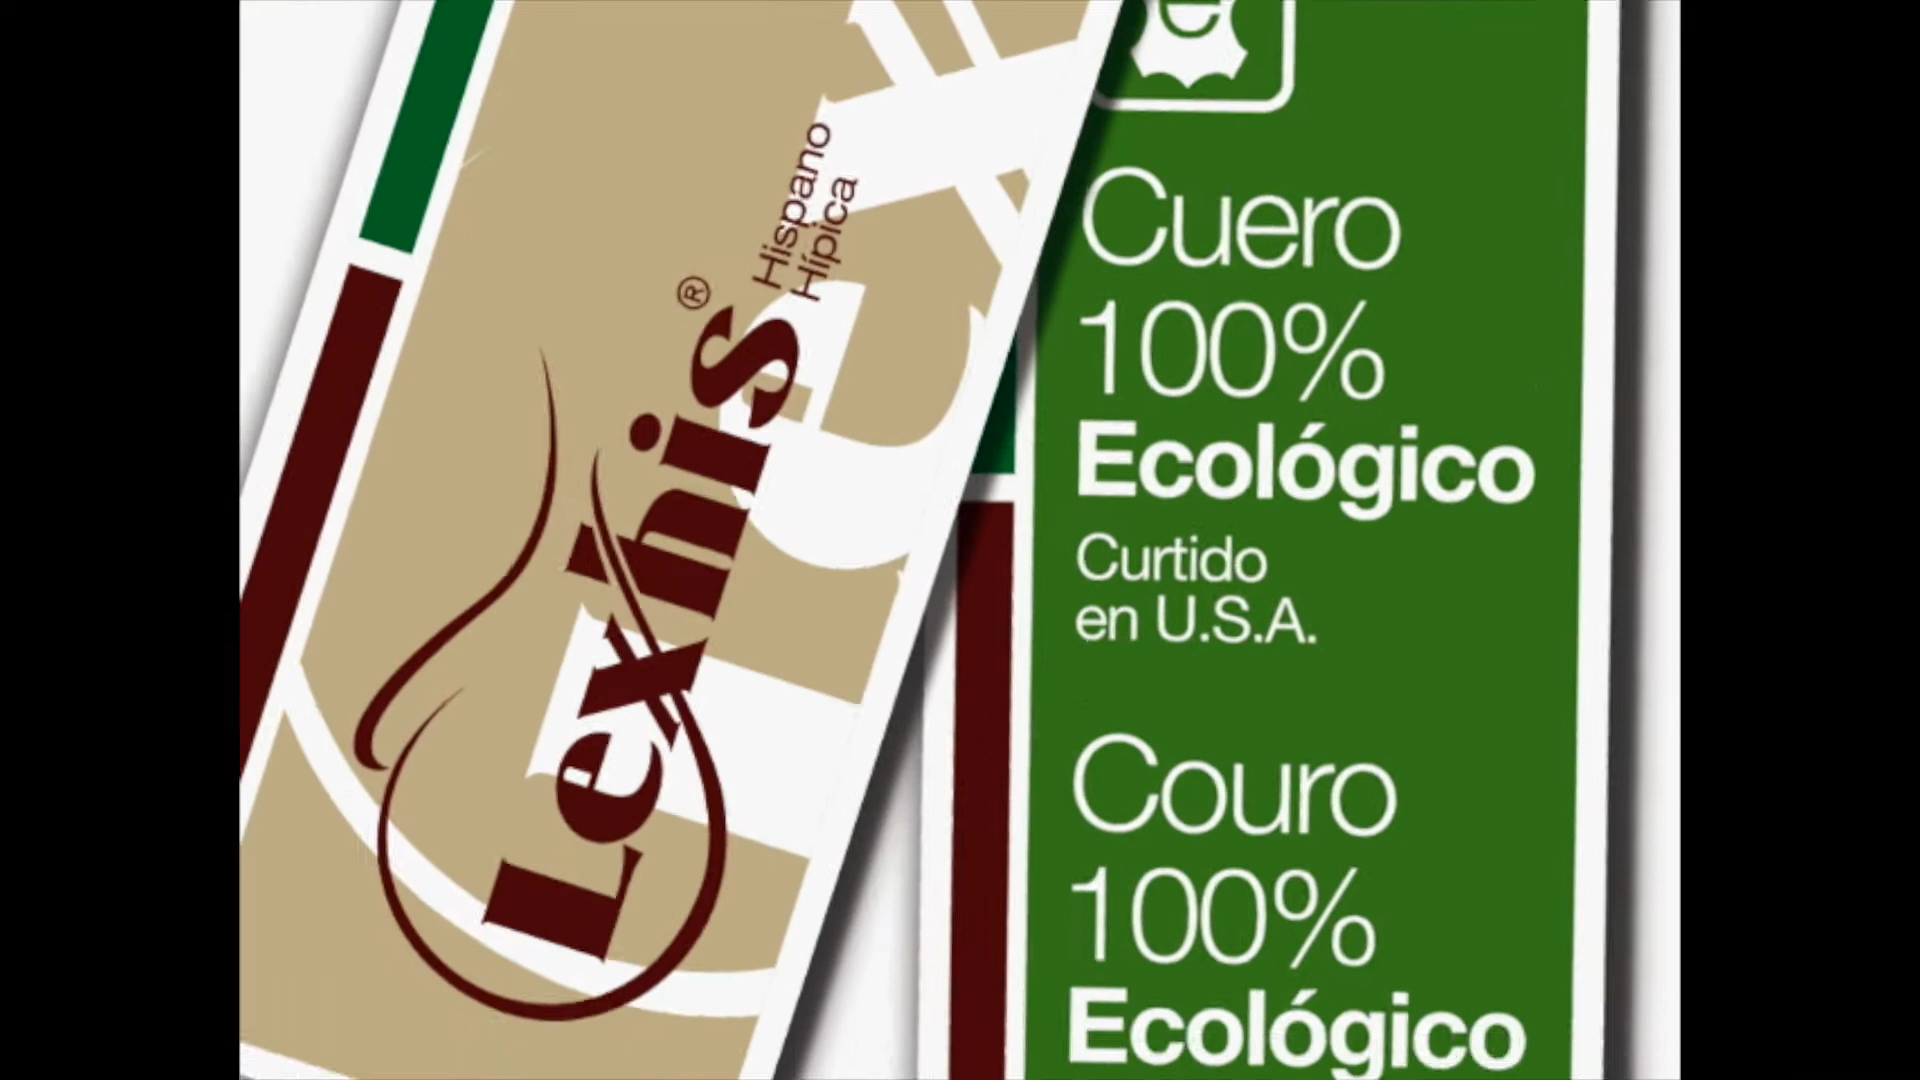 Lexhis®
Hispano
Hípica
Cuero
100%
Ecológico
Curtido
en U.S.A.
Couro
100%
Ecológico